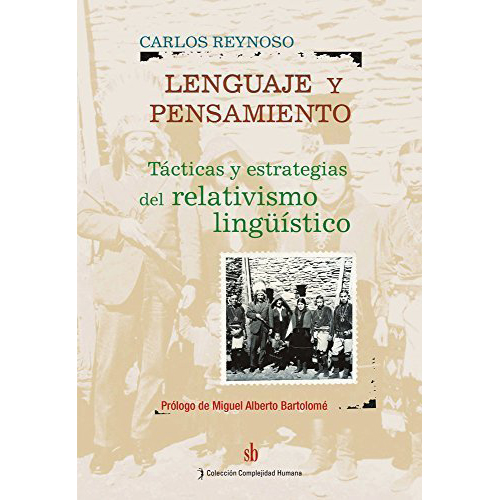 CARLOS REYNOSO
LENGUAJE Y
PENSAMIENTO
Tácticas y estrategias
del relativismo
lingüístico
Prólogo de Miguel Alberto Bartolomé
sb
Colección Complejidad Humana